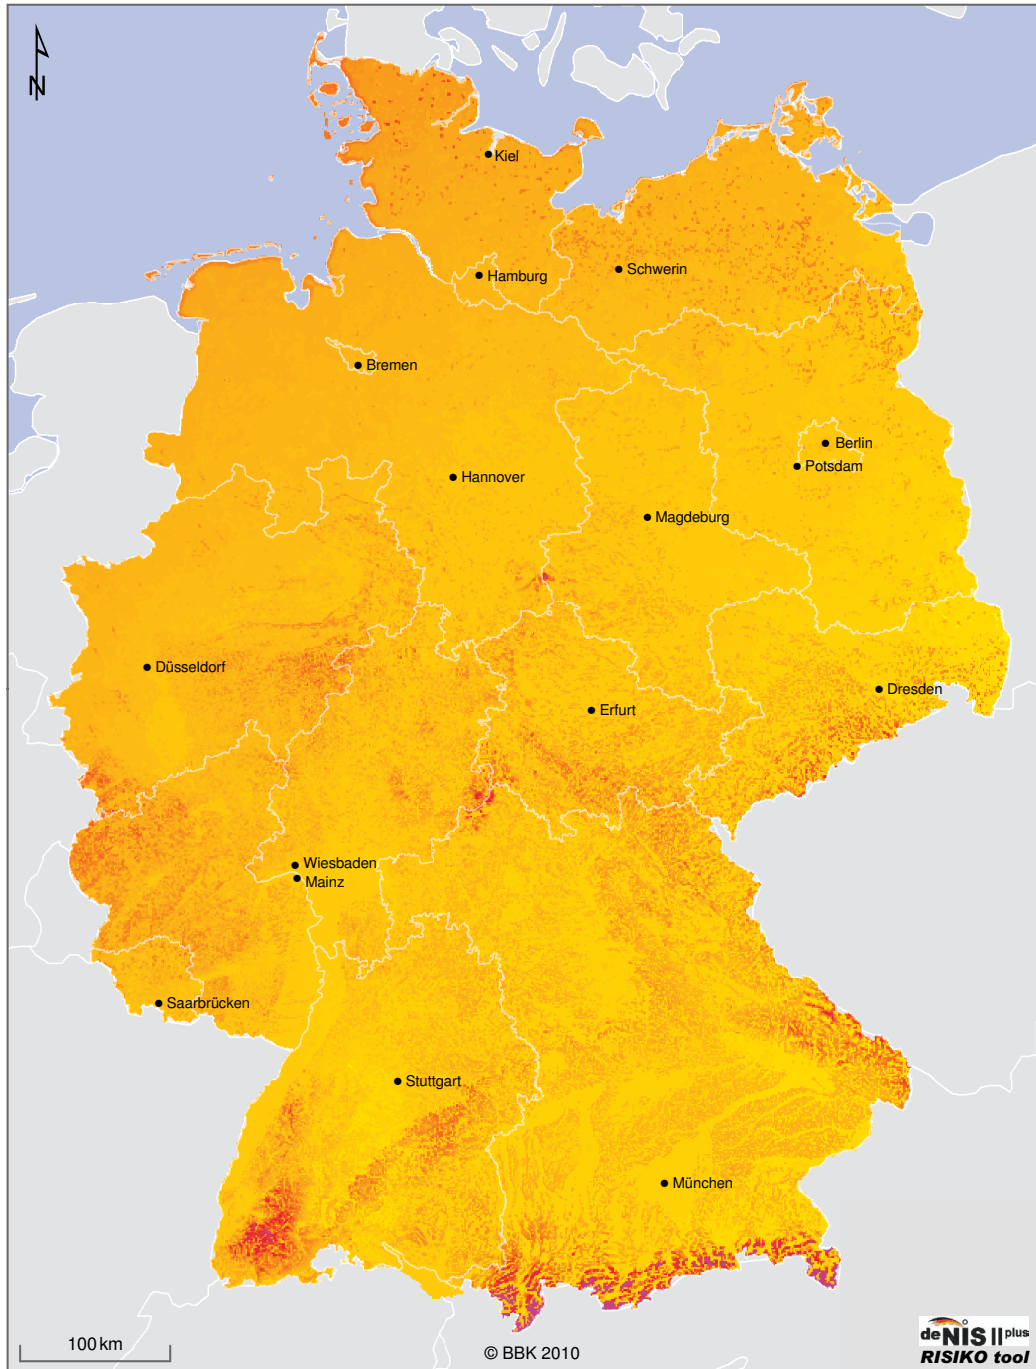 N
Kiel
Hamburg
Schwerin
Bremen
Berlin
Potsdam
Hannover
Magdeburg
Düsseldorf
Dresden
Erfurt
Wiesbaden
Mainz
Saarbrücken
Stuttgart
München
100 km
© BBK 2010
deNIS II plus
RISIKO tool